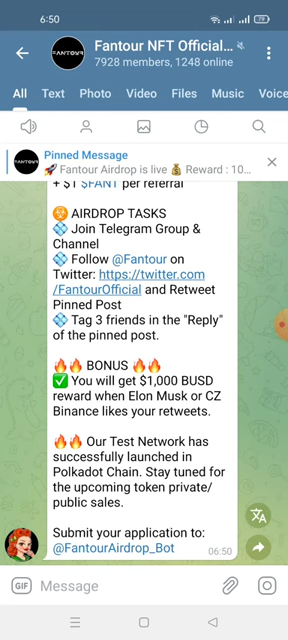 6:50
79
FANTOUR
Fantour NFT Official...
7928 members, 1248 online
All Text Photo Video Files Music Voice
FANTOUR
Pinned Message
🚀 Fantour Airdrop is live 💰 Reward : 10...
+ $1 $FANT per referral
☣️ AIRDROP TASKS
💠 Join Telegram Group &
Channel
💠 Follow @Fantour on
Twitter: https://twitter.com
/FantourOfficial and Retweet
Pinned Post
💠 Tag 3 friends in the "Reply"
of the pinned post.
🔥🔥 BONUS 🔥🔥
✅ You will get $1,000 BUSD
reward when Elon Musk or CZ
Binance likes your retweets.
🔥🔥 Our Test Network has
successfully launched in
Polkadot Chain. Stay tuned for
the upcoming token private/
public sales.
Submit your application to:
@FantourAirdrop_Bot
06:50
GIF Message